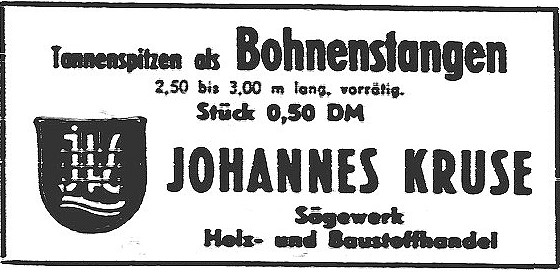 Tannenspitzen als Bohnenstangen
2,50 bis 3,00 m lang, vorrätig.
Stück 0,50 DM
JOHANNES KRUSE
Sägewerk
Holz- und Baustoffhandel